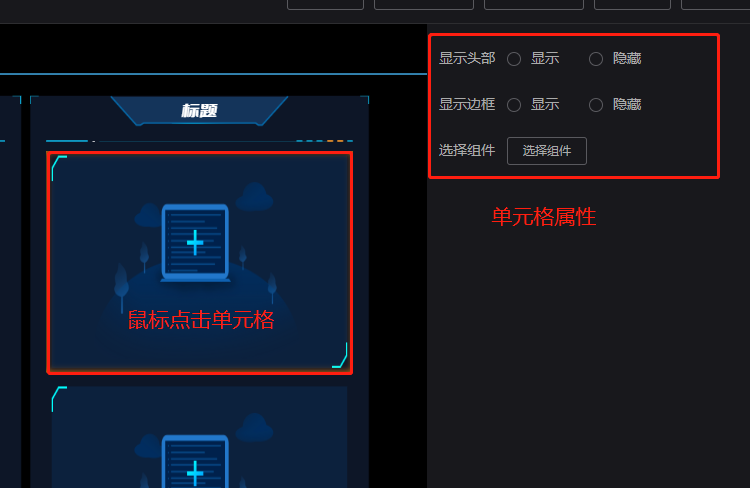 显示头部 显示 隐藏
显示边框 显示 隐藏
选择组件 选择组件
单元格属性
标题
鼠标点击单元格